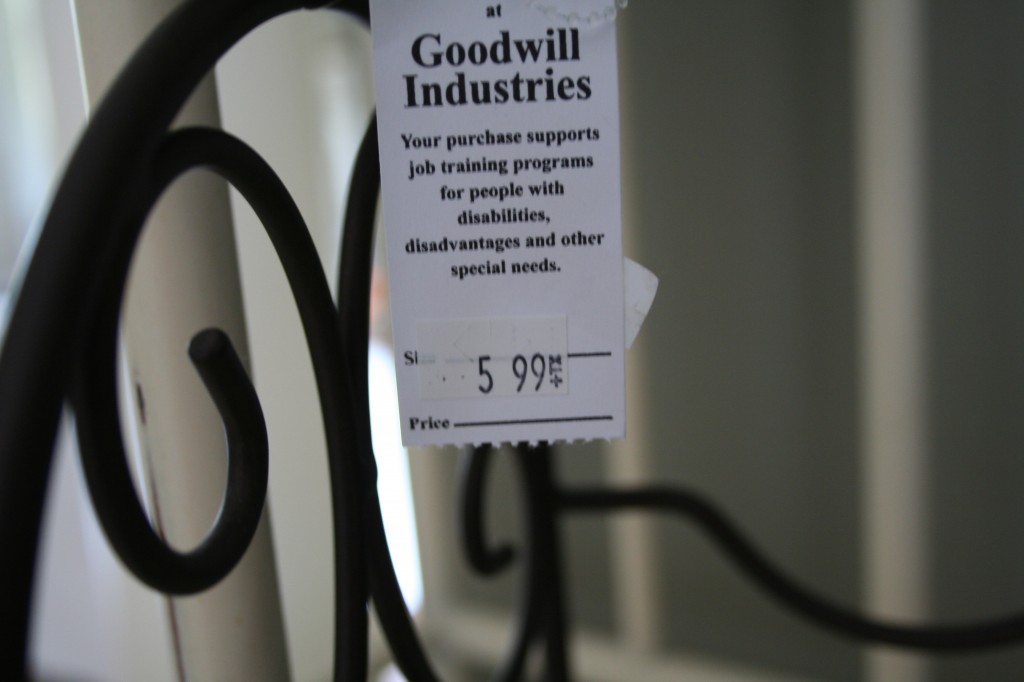 at
Goodwill
Industries
Your purchase supports
job training programs
for people with
disabilities,
disadvantages and other
special needs.
5 99
Price